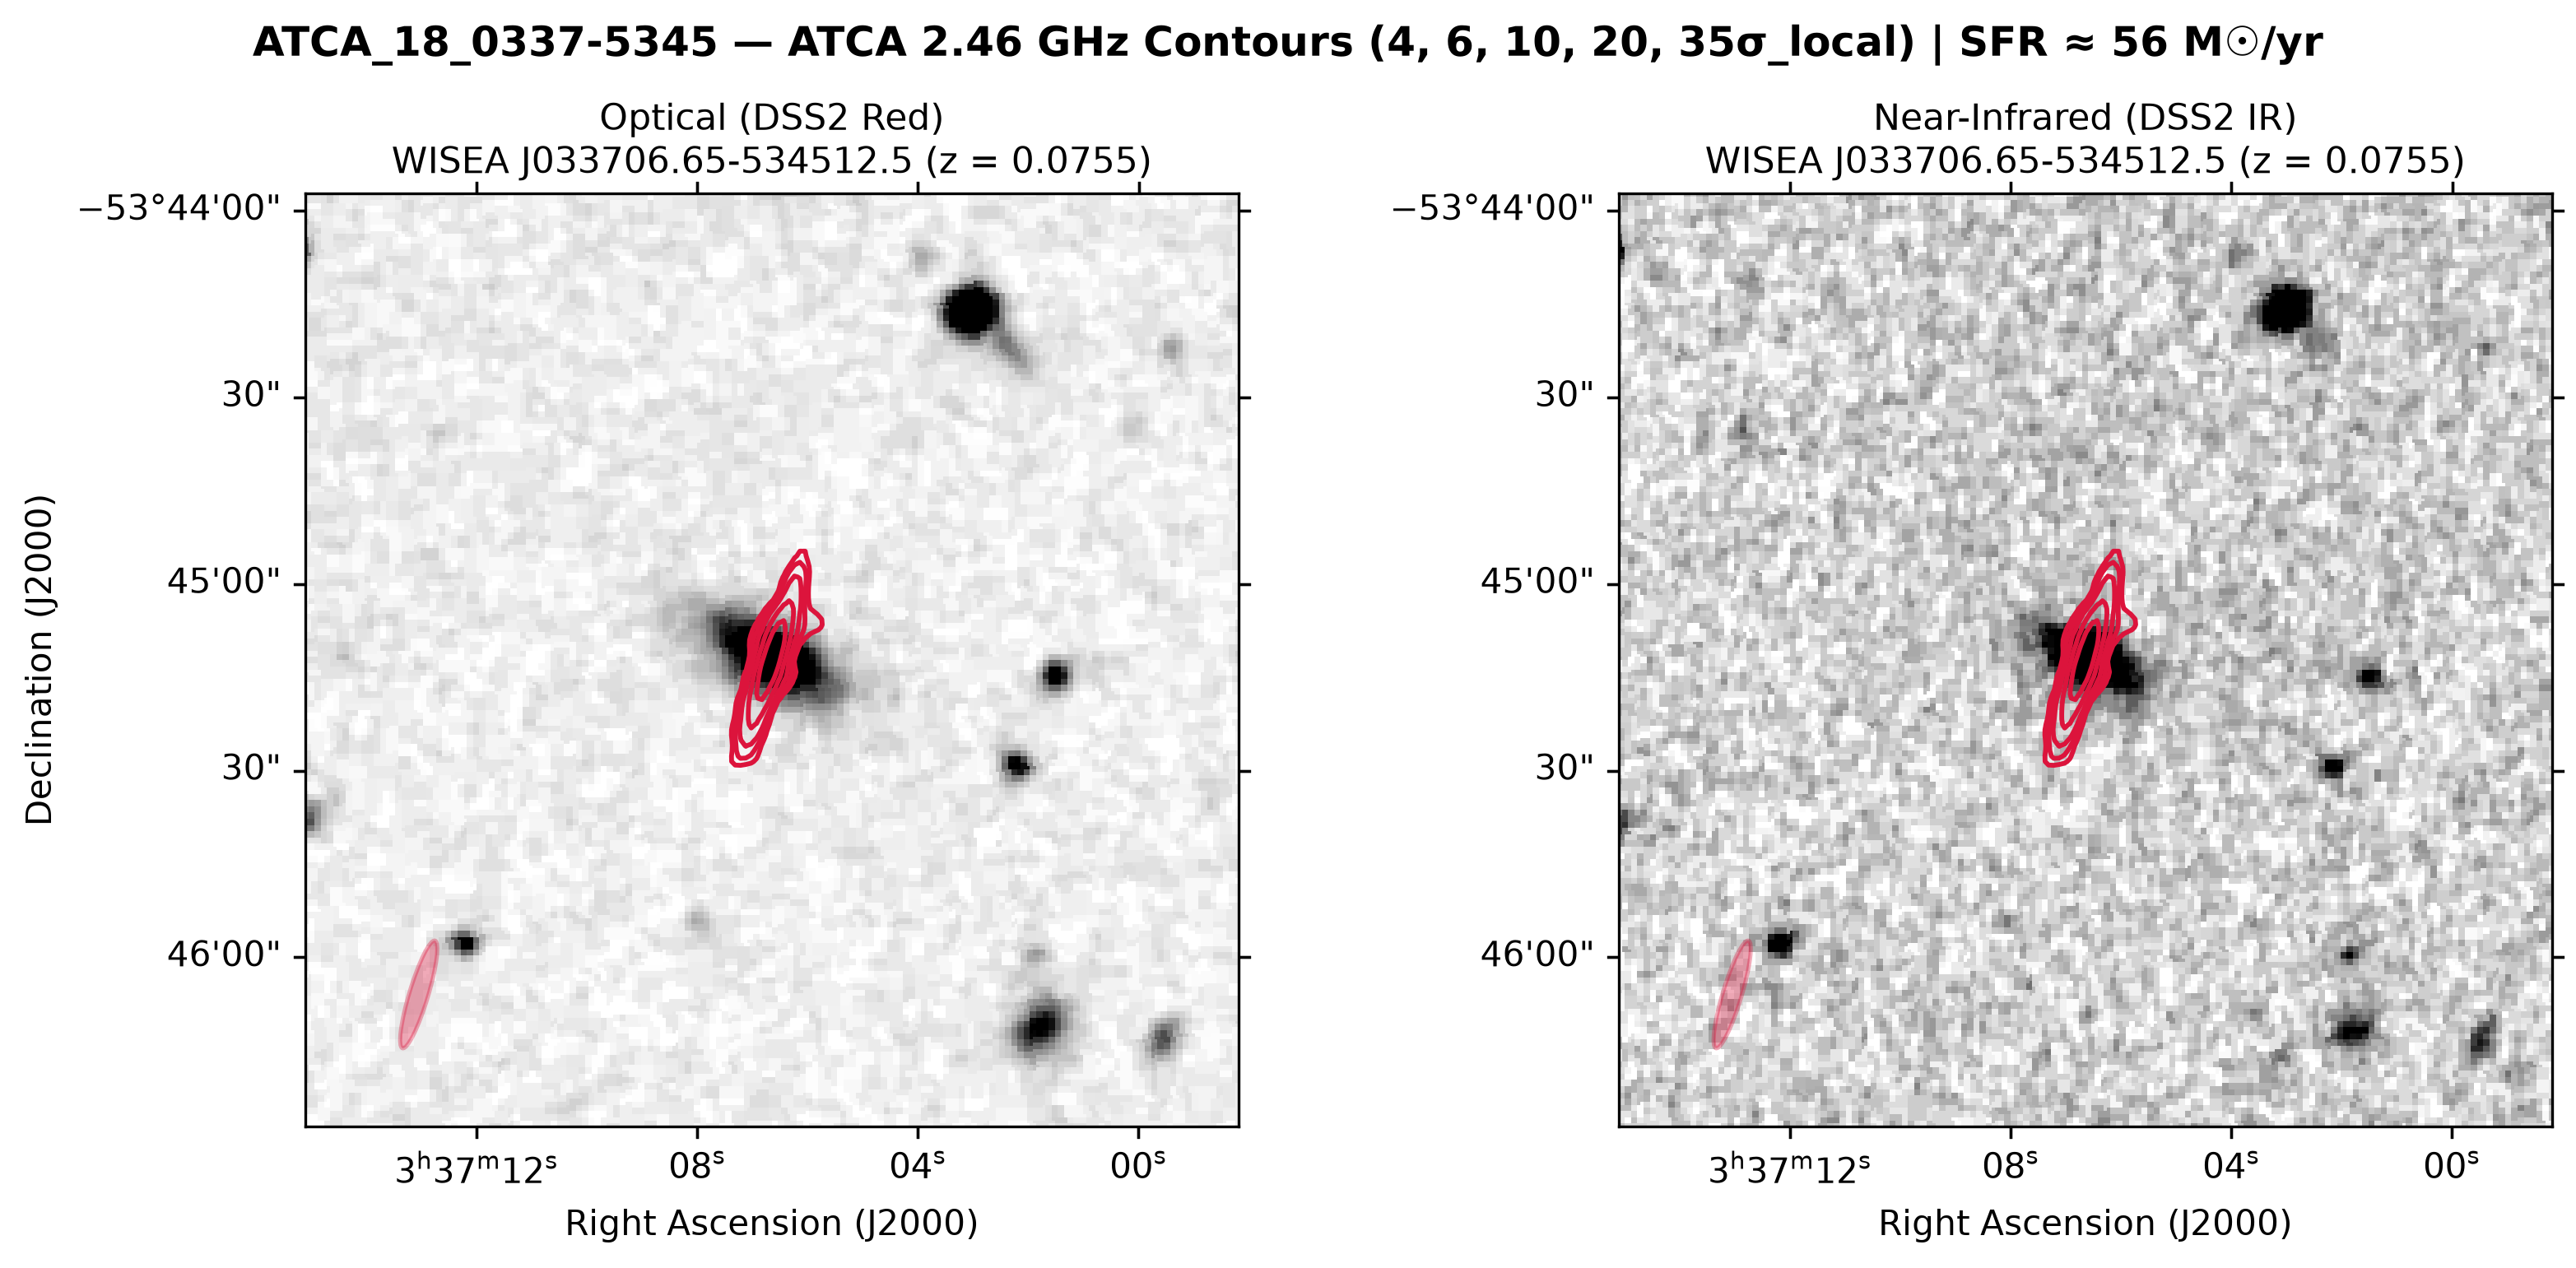 ATCA_18_0337-5345 — ATCA 2.46 GHz Contours (4, 6, 10, 20, 35σ_local) | SFR ≈ 56 M☉/yr
Optical (DSS2 Red)
WISEA J033706.65-534512.5 (z = 0.0755)
−53°44'00"
30"
45'00"
30"
46'00"
Declination (J2000)
3ʰ37ᵐ12ˢ 08ˢ 04ˢ 00ˢ
Right Ascension (J2000)
Near-Infrared (DSS2 IR)
WISEA J033706.65-534512.5 (z = 0.0755)
−53°44'00"
30"
45'00"
30"
46'00"
3ʰ37ᵐ12ˢ 08ˢ 04ˢ 00ˢ
Right Ascension (J2000)